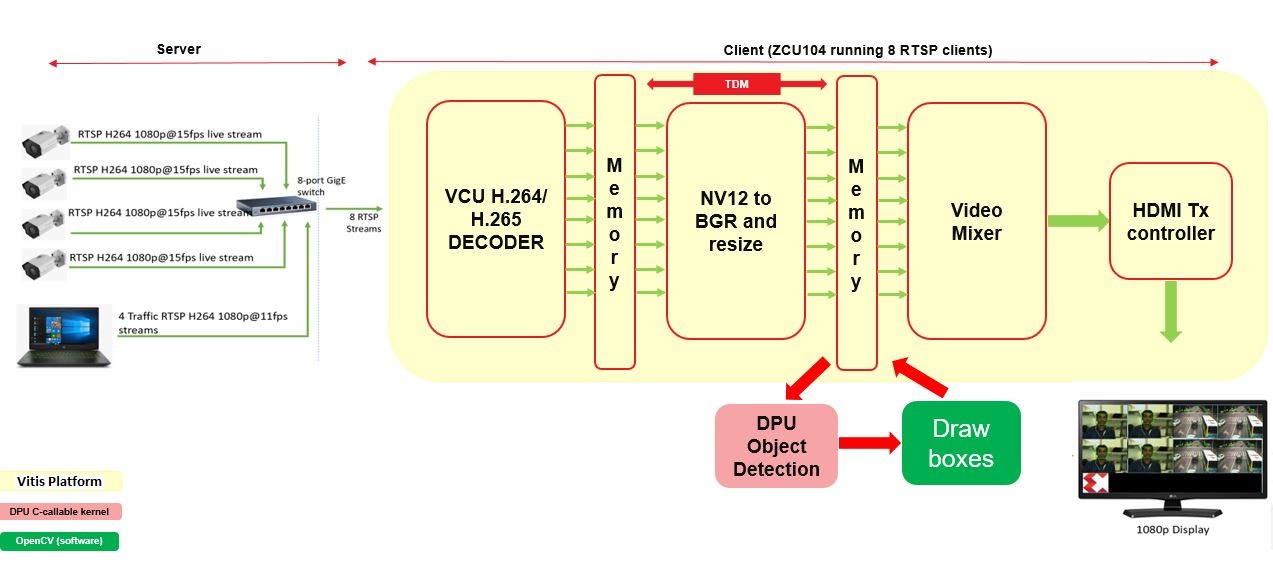 Server
Client (ZCU104 running 8 RTSP clients)
TDM
RTSP H264 1080p@15fps live stream
RTSP H264 1080p@15fps live stream
RTSP H264 1080p@15fps live stream
RTSP H264 1080p@15fps live stream
8-port GigE
switch
4 Traffic RTSP H264 1080p@11fps
streams
8 RTSP
Streams
VCU H.264/
H.265
DECODER
M
e
m
o
r
y
NV12 to
BGR and
resize
M
e
m
o
r
y
Video
Mixer
HDMI Tx
controller
DPU
Object
Detection
Draw
boxes
1080p Display
Vitis Platform
DPU C-callable kernel
OpenCV (software)